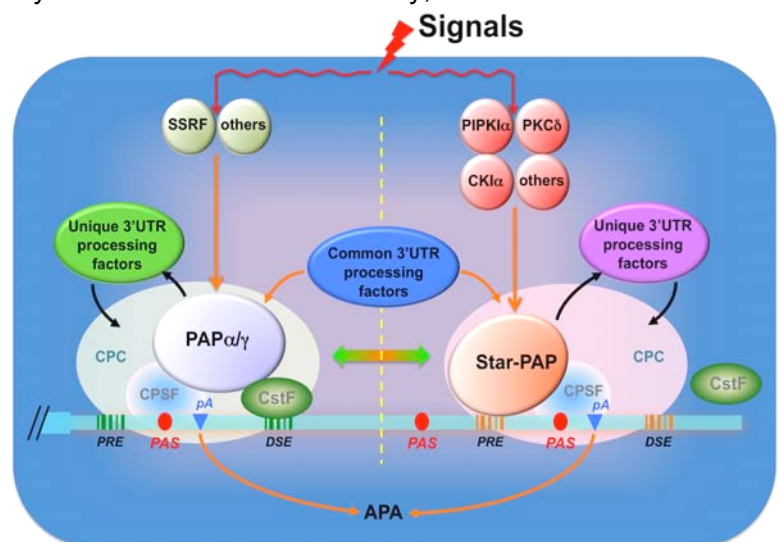 Signals
SSRF
others
PIPKIα
PKCδ
CKIα
others
Unique 3'UTR
processing
factors
Common 3'UTR
processing
factors
Unique 3'UTR
processing
factors
PAPα/γ
CPC
CPSF
pA
CstF
Star-PAP
CPC
CPSF
pA
CstF
PRE
PAS
DSE
PAS
PRE
PAS
DSE
APA